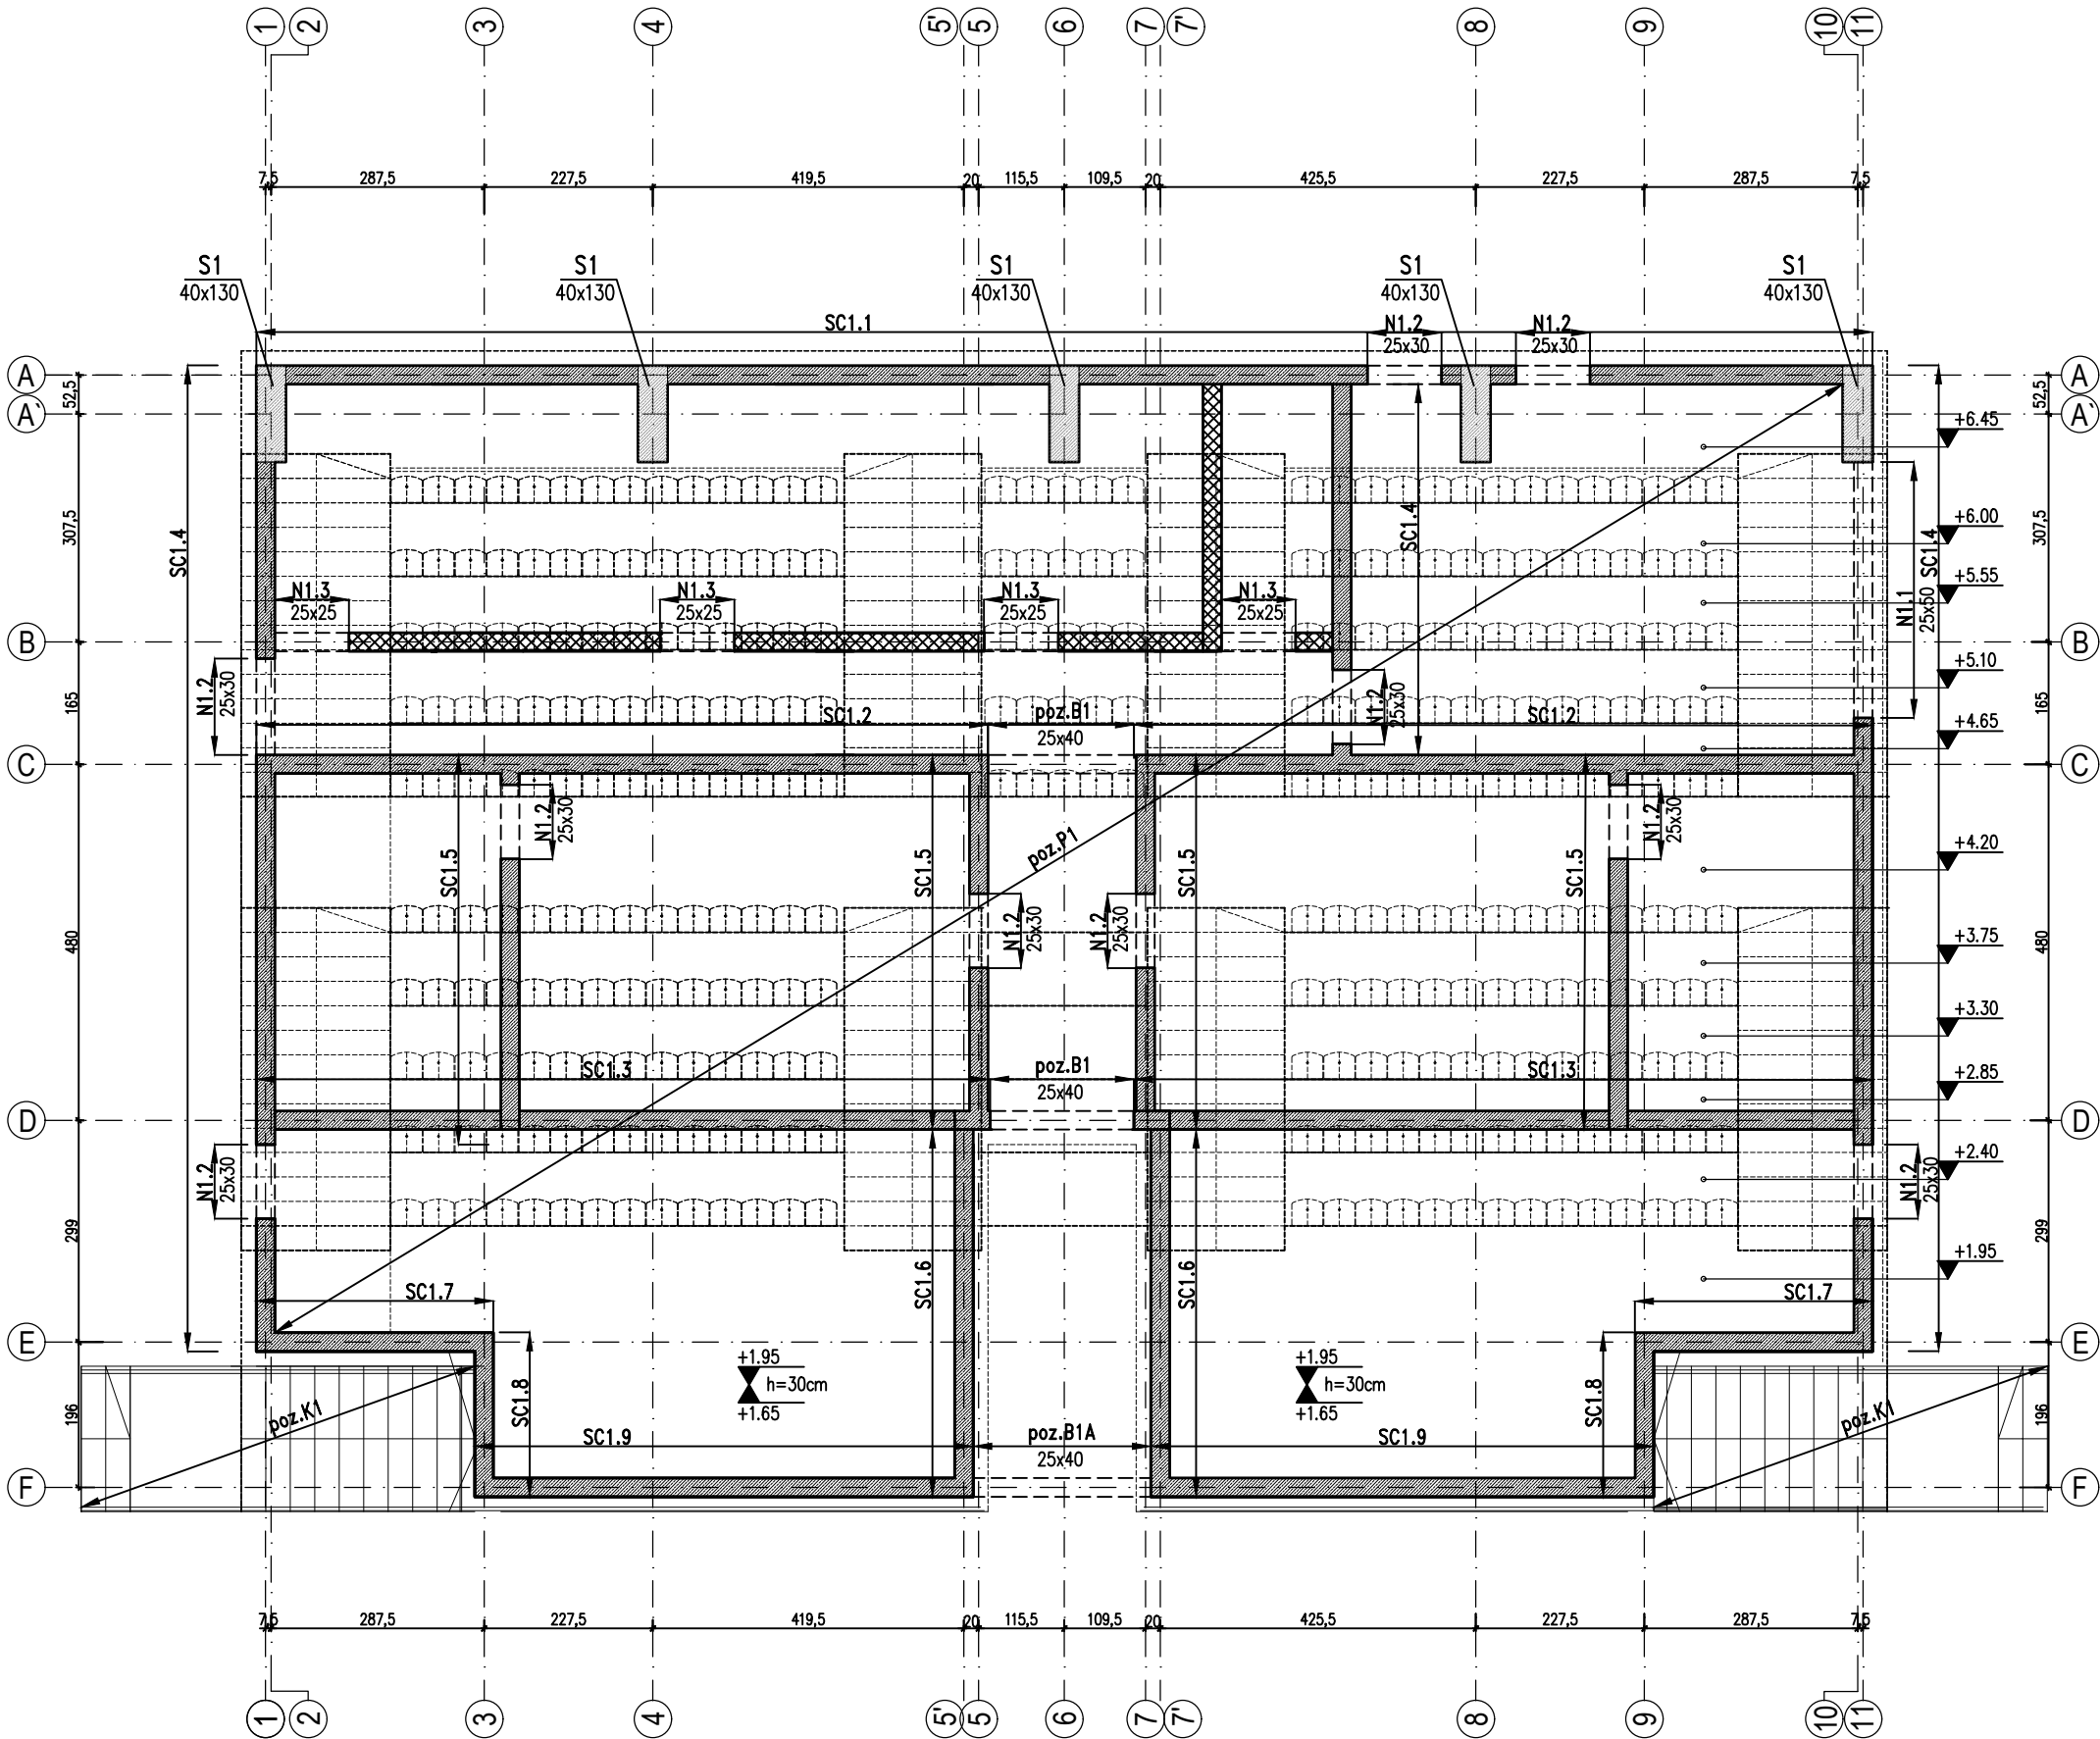 1 2 3 4 5' 5 6 7 7' 8 9 10 11
7,5 287,5 227,5 419,5 20 115,5 109,5 20 425,5 227,5 287,5 7,5
S1 S1 S1 S1 S1
40x130 40x130 40x130 40x130 40x130
SC1.1 N1.2 N1.2
25x30 25x30
A A
52,5 52,5
A` A`
+6.45
307,5 SC1.4 SC1.4 SC1.4 307,5
+6.00
+5.55
N1.3 N1.3 N1.3 N1.3
25x25 25x25 25x25 25x25
N1.1
25x50
B B
+5.10
165 N1.2 25x30 N1.2 25x30 165
SC1.2 poz.B1 SC1.2
25x40
+4.65
C C
N1.2 25x30 N1.2 25x30
poz.P1
+4.20
SC1.5 SC1.5 SC1.5 SC1.5
N1.2 25x30 N1.2 25x30
480 480
+3.75
+3.30
SC1.3 poz.B1 SC1.3
25x40
+2.85
D D
+2.40
N1.2 25x30 N1.2 25x30
299 299
+1.95
SC1.6 SC1.6
SC1.7 SC1.7
E E
+1.95 +1.95
h=30cm h=30cm
+1.65 +1.65
SC1.8 SC1.8
196 poz.K1 poz.K1 196
SC1.9 poz.B1A SC1.9
25x40
F F
7,5 287,5 227,5 419,5 20 115,5 109,5 20 425,5 227,5 287,5 7,5
1 2 3 4 5' 5 6 7 7' 8 9 10 11